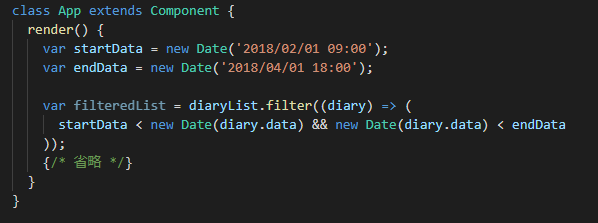 class App extends Component {
  render() {
    var startData = new Date('2018/02/01 09:00');
    var endData = new Date('2018/04/01 18:00');

    var filteredList = diaryList.filter((diary) => (
      startData < new Date(diary.data) && new Date(diary.data) < endData
    ));
    {/* 省略 */}
  }
}